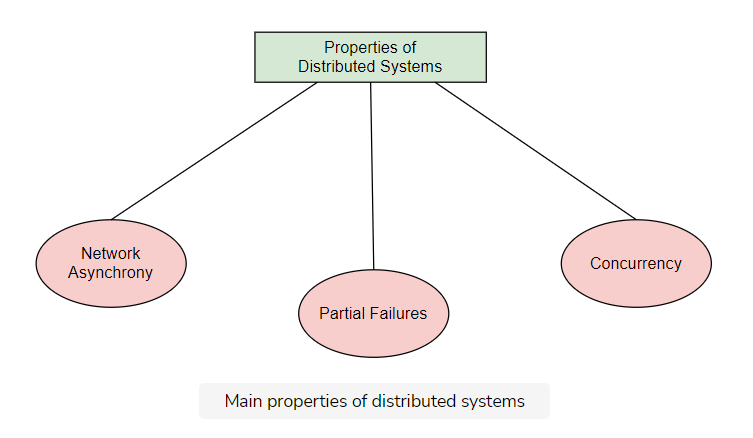 Properties of
Distributed Systems
Network
Asynchrony
Partial Failures
Concurrency
Main properties of distributed systems